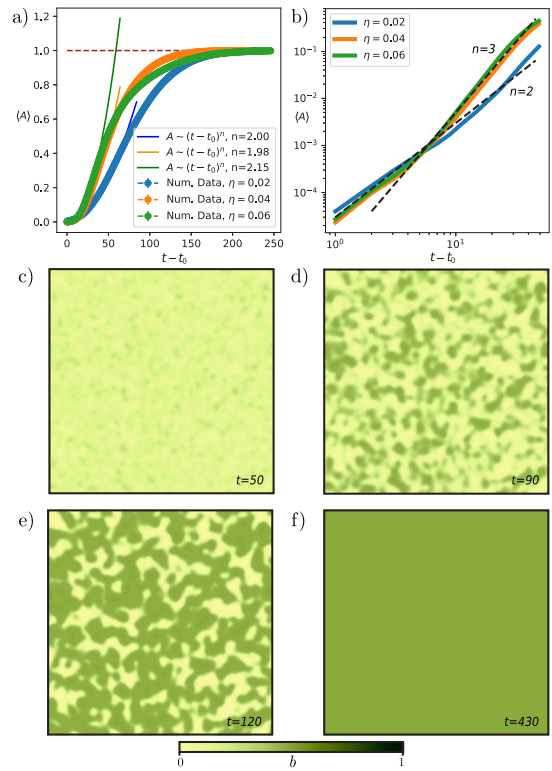 a)
1.2
1.0
0.8
0.6
0.4
0.2
0.0
⟨A⟩
A ~ (t − t₀)ⁿ, n=2.00
A ~ (t − t₀)ⁿ, n=1.98
A ~ (t − t₀)ⁿ, n=2.15
Num. Data, η = 0.02
Num. Data, η = 0.04
Num. Data, η = 0.06
0 50 100 150 200 250
t − t₀
b)
η = 0.02
η = 0.04
η = 0.06
n=3
n=2
10⁻¹
10⁻²
10⁻³
10⁻⁴
⟨A⟩
10⁰ 10¹
t − t₀
c)
t=50
d)
t=90
e)
t=120
f)
t=430
0 b 1